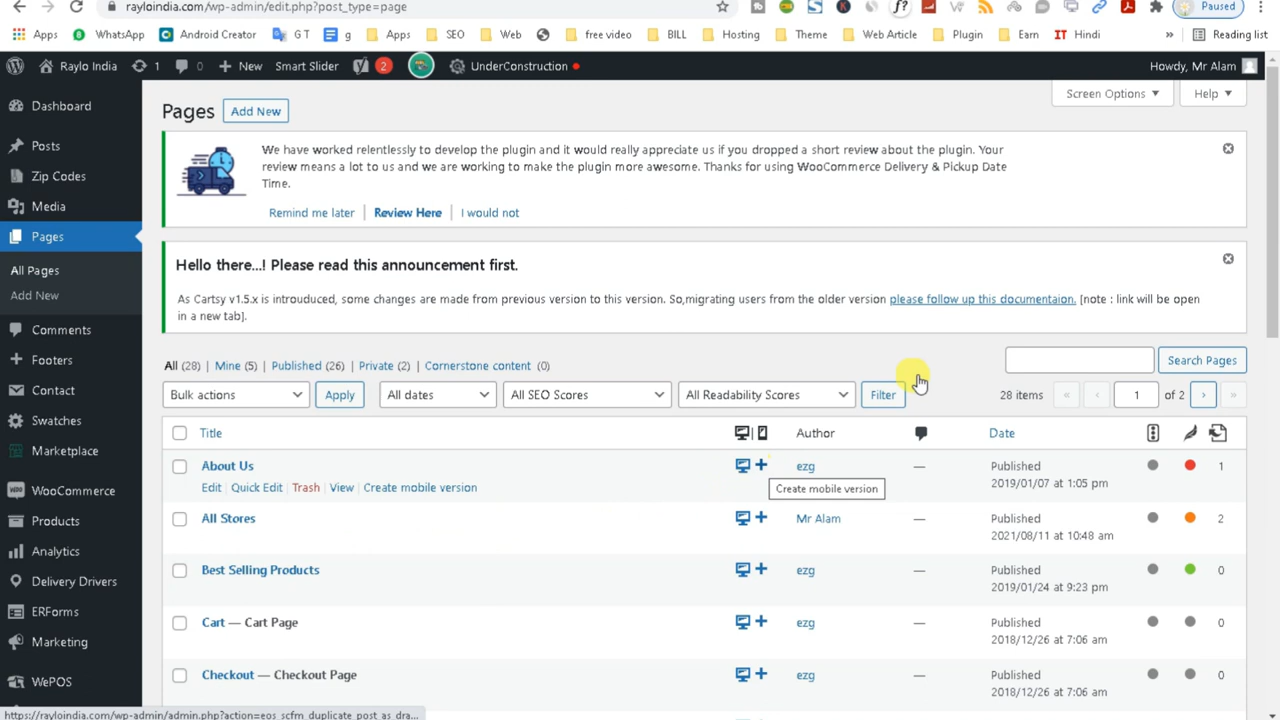 rayloindia.com/wp-admin/edit.php?post_type=page
Paused
Apps
WhatsApp
Android Creator
G T
g
Apps
SEO
Web
free video
BILL
Hosting
Theme
Web Article
Plugin
Earn
IT Hindi
»
Reading list
Raylo India
1
0
New
Smart Slider
2
UnderConstruction
Howdy, Mr Alam
Dashboard
Posts
Zip Codes
Media
Pages
All Pages
Add New
Comments
Footers
Contact
Swatches
Marketplace
WooCommerce
Products
Analytics
Delivery Drivers
ERForms
Marketing
WePOS
Screen Options
Help
Pages
Add New
We have worked relentlessly to develop the plugin and it would really appreciate us if you dropped a short review about the plugin. Your
review means a lot to us and we are working to make the plugin more awesome. Thanks for using WooCommerce Delivery & Pickup Date
Time.
Remind me later | Review Here | I would not
Hello there...! Please read this announcement first.
As Cartsy v1.5.x is introuduced, some changes are made from previous version to this version. So,migrating users from the older version please follow up this documentaion. [note : link will be open
in a new tab].
All (28) | Mine (5) | Published (26) | Private (2) | Cornerstone content (0)
Search Pages
Bulk actions
Apply
All dates
All SEO Scores
All Readability Scores
Filter
28 items « ‹ 1 of 2 › »
Title
Author
Date
About Us
ezg
—
Published
2019/01/07 at 1:05 pm
1
Edit | Quick Edit | Trash | View | Create mobile version
Create mobile version
All Stores
Mr Alam
—
Published
2021/08/11 at 10:48 am
2
Best Selling Products
ezg
—
Published
2019/01/24 at 9:23 pm
0
Cart — Cart Page
ezg
—
Published
2018/12/26 at 7:06 am
0
Checkout — Checkout Page
ezg
—
Published
2018/12/26 at 7:06 am
0
https://rayloindia.com/wp-admin/admin.php?action=eos_scfm_duplicate_post_as_dra...